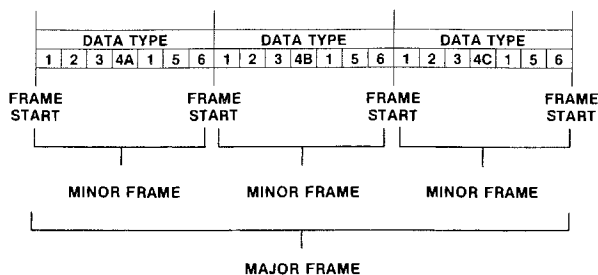 DATA TYPE DATA TYPE DATA TYPE
1 2 3 4A 1 5 6 1 2 3 4B 1 5 6 1 2 3 4C 1 5 6
FRAME START FRAME START FRAME START FRAME START
MINOR FRAME MINOR FRAME MINOR FRAME
MAJOR FRAME